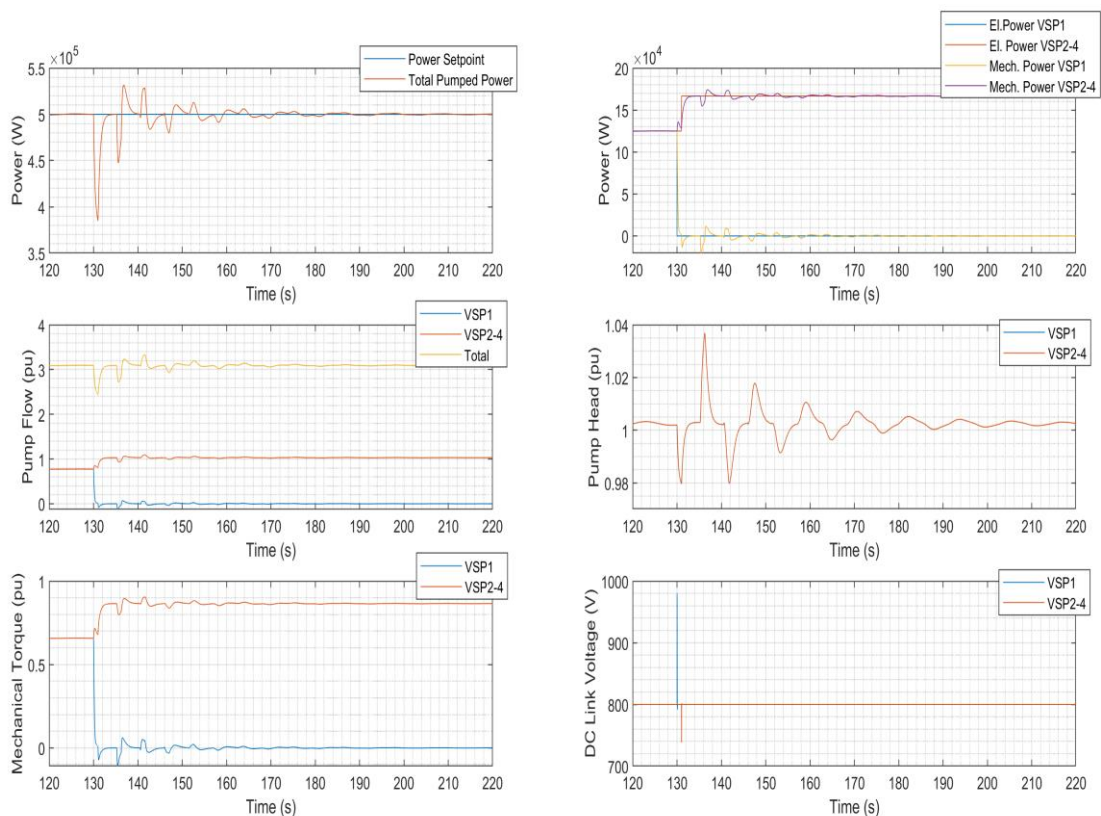 ×10⁵
5.5
5
4.5
4
3.5
Power (W)
Power Setpoint
Total Pumped Power
120 130 140 150 160 170 180 190 200 210 220
Time (s)
×10⁴
20
15
10
5
0
Power (W)
El.Power VSP1
El. Power VSP2-4
Mech. Power VSP1
Mech. Power VSP2-4
120 130 140 150 160 170 180 190 200 210 220
Time (s)
4
3
2
1
0
Pump Flow (pu)
VSP1
VSP2-4
Total
120 130 140 150 160 170 180 190 200 210 220
Time (s)
1.04
1.02
1
0.98
Pump Head (pu)
VSP1
VSP2-4
120 130 140 150 160 170 180 190 200 210 220
Time (s)
1
0.5
0
Mechanical Torque (pu)
VSP1
VSP2-4
120 130 140 150 160 170 180 190 200 210 220
Time (s)
1000
900
800
700
DC Link Voltage (V)
VSP1
VSP2-4
120 130 140 150 160 170 180 190 200 210 220
Time (s)